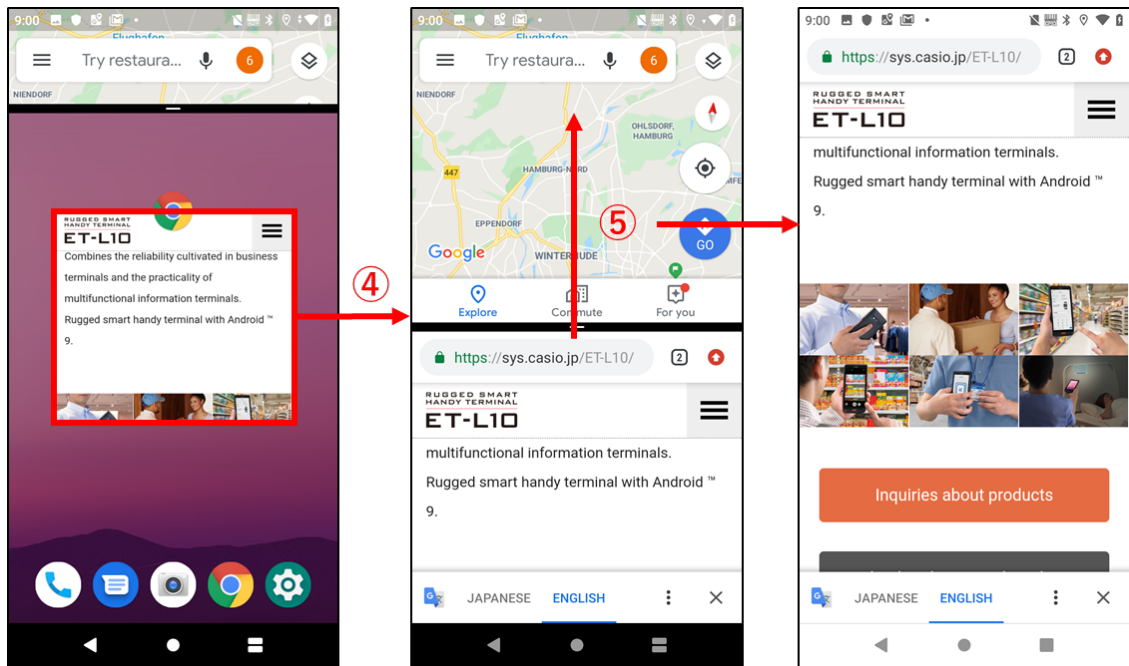 9:00
Flughafen
Try restaura...
6
NIENDORF
RUGGED SMART
HANDY TERMINAL
ET-L10
Combines the reliability cultivated in business
terminals and the practicality of
multifunctional information terminals.
Rugged smart handy terminal with Android ™
9.
④
9:00
Flughafen
Try restaura...
6
NIENDORF
OHLSDORF,
HAMBURG
447
HAMBURG-NORD
EPPENDORF
Google
WINTERHUDE
GO
Explore
Commute
For you
https://sys.casio.jp/ET-L10/
2
RUGGED SMART
HANDY TERMINAL
ET-L10
multifunctional information terminals.
Rugged smart handy terminal with Android ™
9.
JAPANESE ENGLISH
⑤
9:00
https://sys.casio.jp/ET-L10/
2
RUGGED SMART
HANDY TERMINAL
ET-L10
multifunctional information terminals.
Rugged smart handy terminal with Android ™
9.
Inquiries about products
JAPANESE ENGLISH